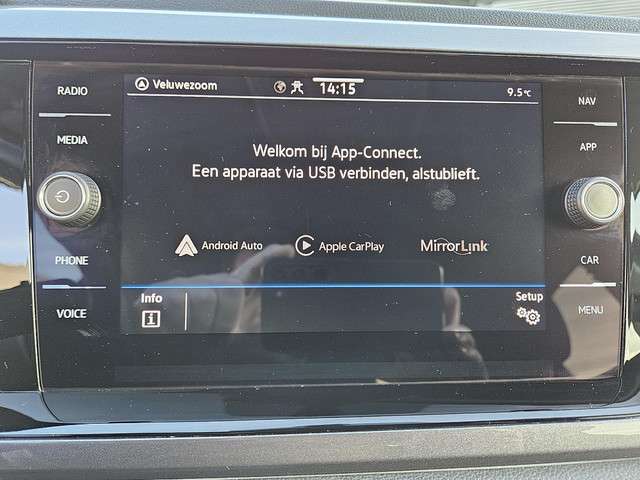 RADIO
MEDIA
PHONE
VOICE
Veluwezoom
14:15
9.5°C
Welkom bij App-Connect.
Een apparaat via USB verbinden, alstublieft.
Android Auto
Apple CarPlay
MirrorLink
Info
Setup
NAV
APP
CAR
MENU